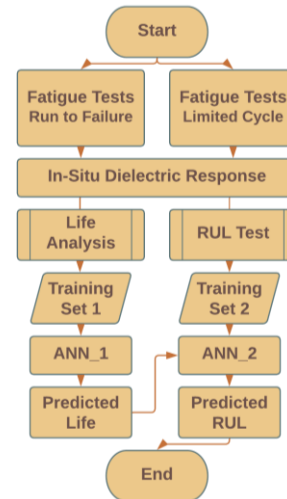 Start
Fatigue Tests
Run to Failure
Fatigue Tests
Limited Cycle
In-Situ Dielectric Response
Life
Analysis
RUL Test
Training
Set 1
Training
Set 2
ANN_1
ANN_2
Predicted
Life
Predicted
RUL
End